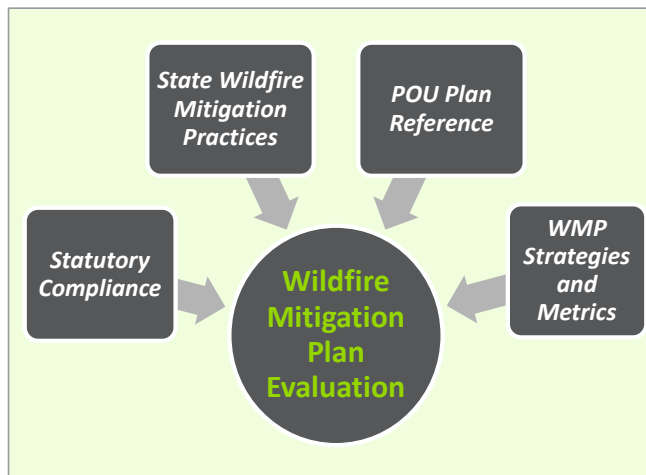 State Wildfire
Mitigation
Practices
POU Plan
Reference
Statutory
Compliance
WMP
Strategies
and
Metrics
Wildfire
Mitigation
Plan
Evaluation